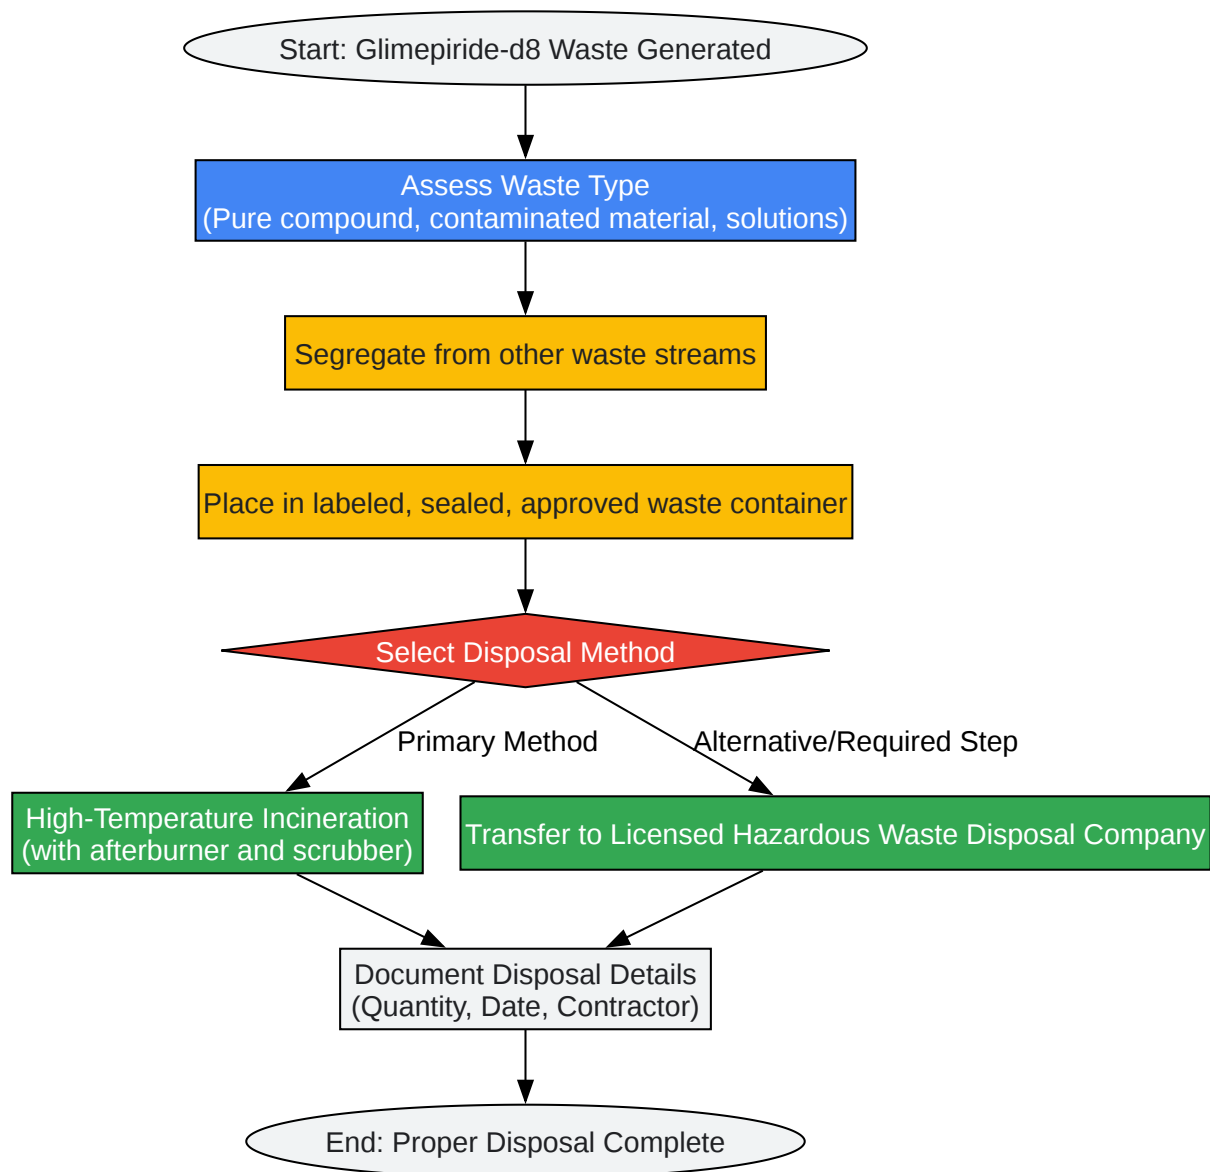 Start: Glimepiride-d8 Waste Generated
Assess Waste Type
(Pure compound, contaminated material, solutions)
Segregate from other waste streams
Place in labeled, sealed, approved waste container
Select Disposal Method
Primary Method
Alternative/Required Step
High-Temperature Incineration
(with afterburner and scrubber)
Transfer to Licensed Hazardous Waste Disposal Company
Document Disposal Details
(Quantity, Date, Contractor)
End: Proper Disposal Complete